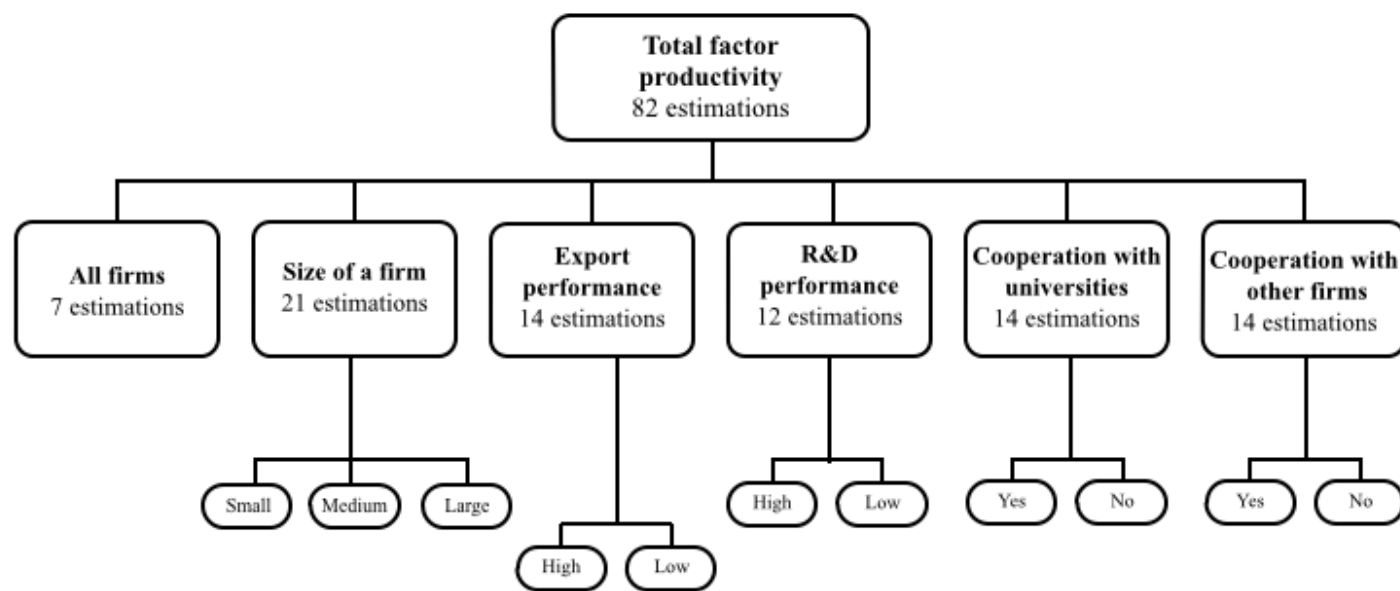 Total factor
productivity
82 estimations
All firms
7 estimations
Size of a firm
21 estimations
Export
performance
14 estimations
R&D
performance
12 estimations
Cooperation with
universities
14 estimations
Cooperation with
other firms
14 estimations
Small
Medium
Large
High
Low
High
Low
Yes
No
Yes
No